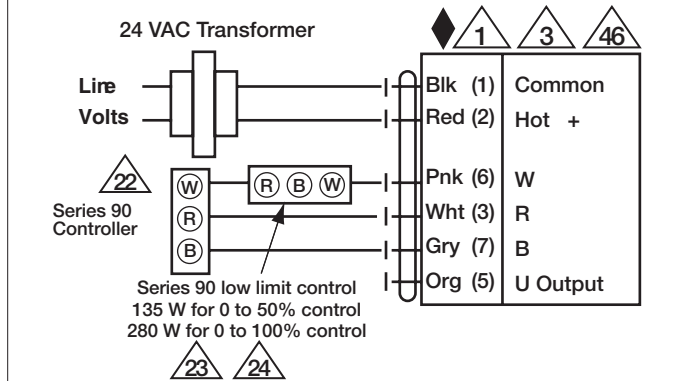 24 VAC Transformer
1 3 46
Line
Volts
Blk (1) Common
Red (2) Hot +
22
Series 90
Controller
W
R
B
R B W
Pnk (6) W
Wht (3) R
Gry (7) B
Org (5) U Output
Series 90 low limit control
135 W for 0 to 50% control
280 W for 0 to 100% control
23 24